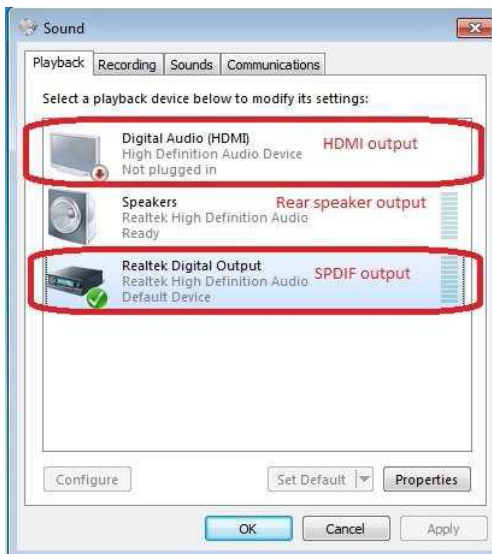 Sound
Playback Recording Sounds Communications
Select a playback device below to modify its settings:
Digital Audio (HDMI)
High Definition Audio Device
Not plugged in
HDMI output
Speakers
Realtek High Definition Audio
Ready
Rear speaker output
Realtek Digital Output
Realtek High Definition Audio
Default Device
SPDIF output
Configure Set Default Properties
OK Cancel Apply